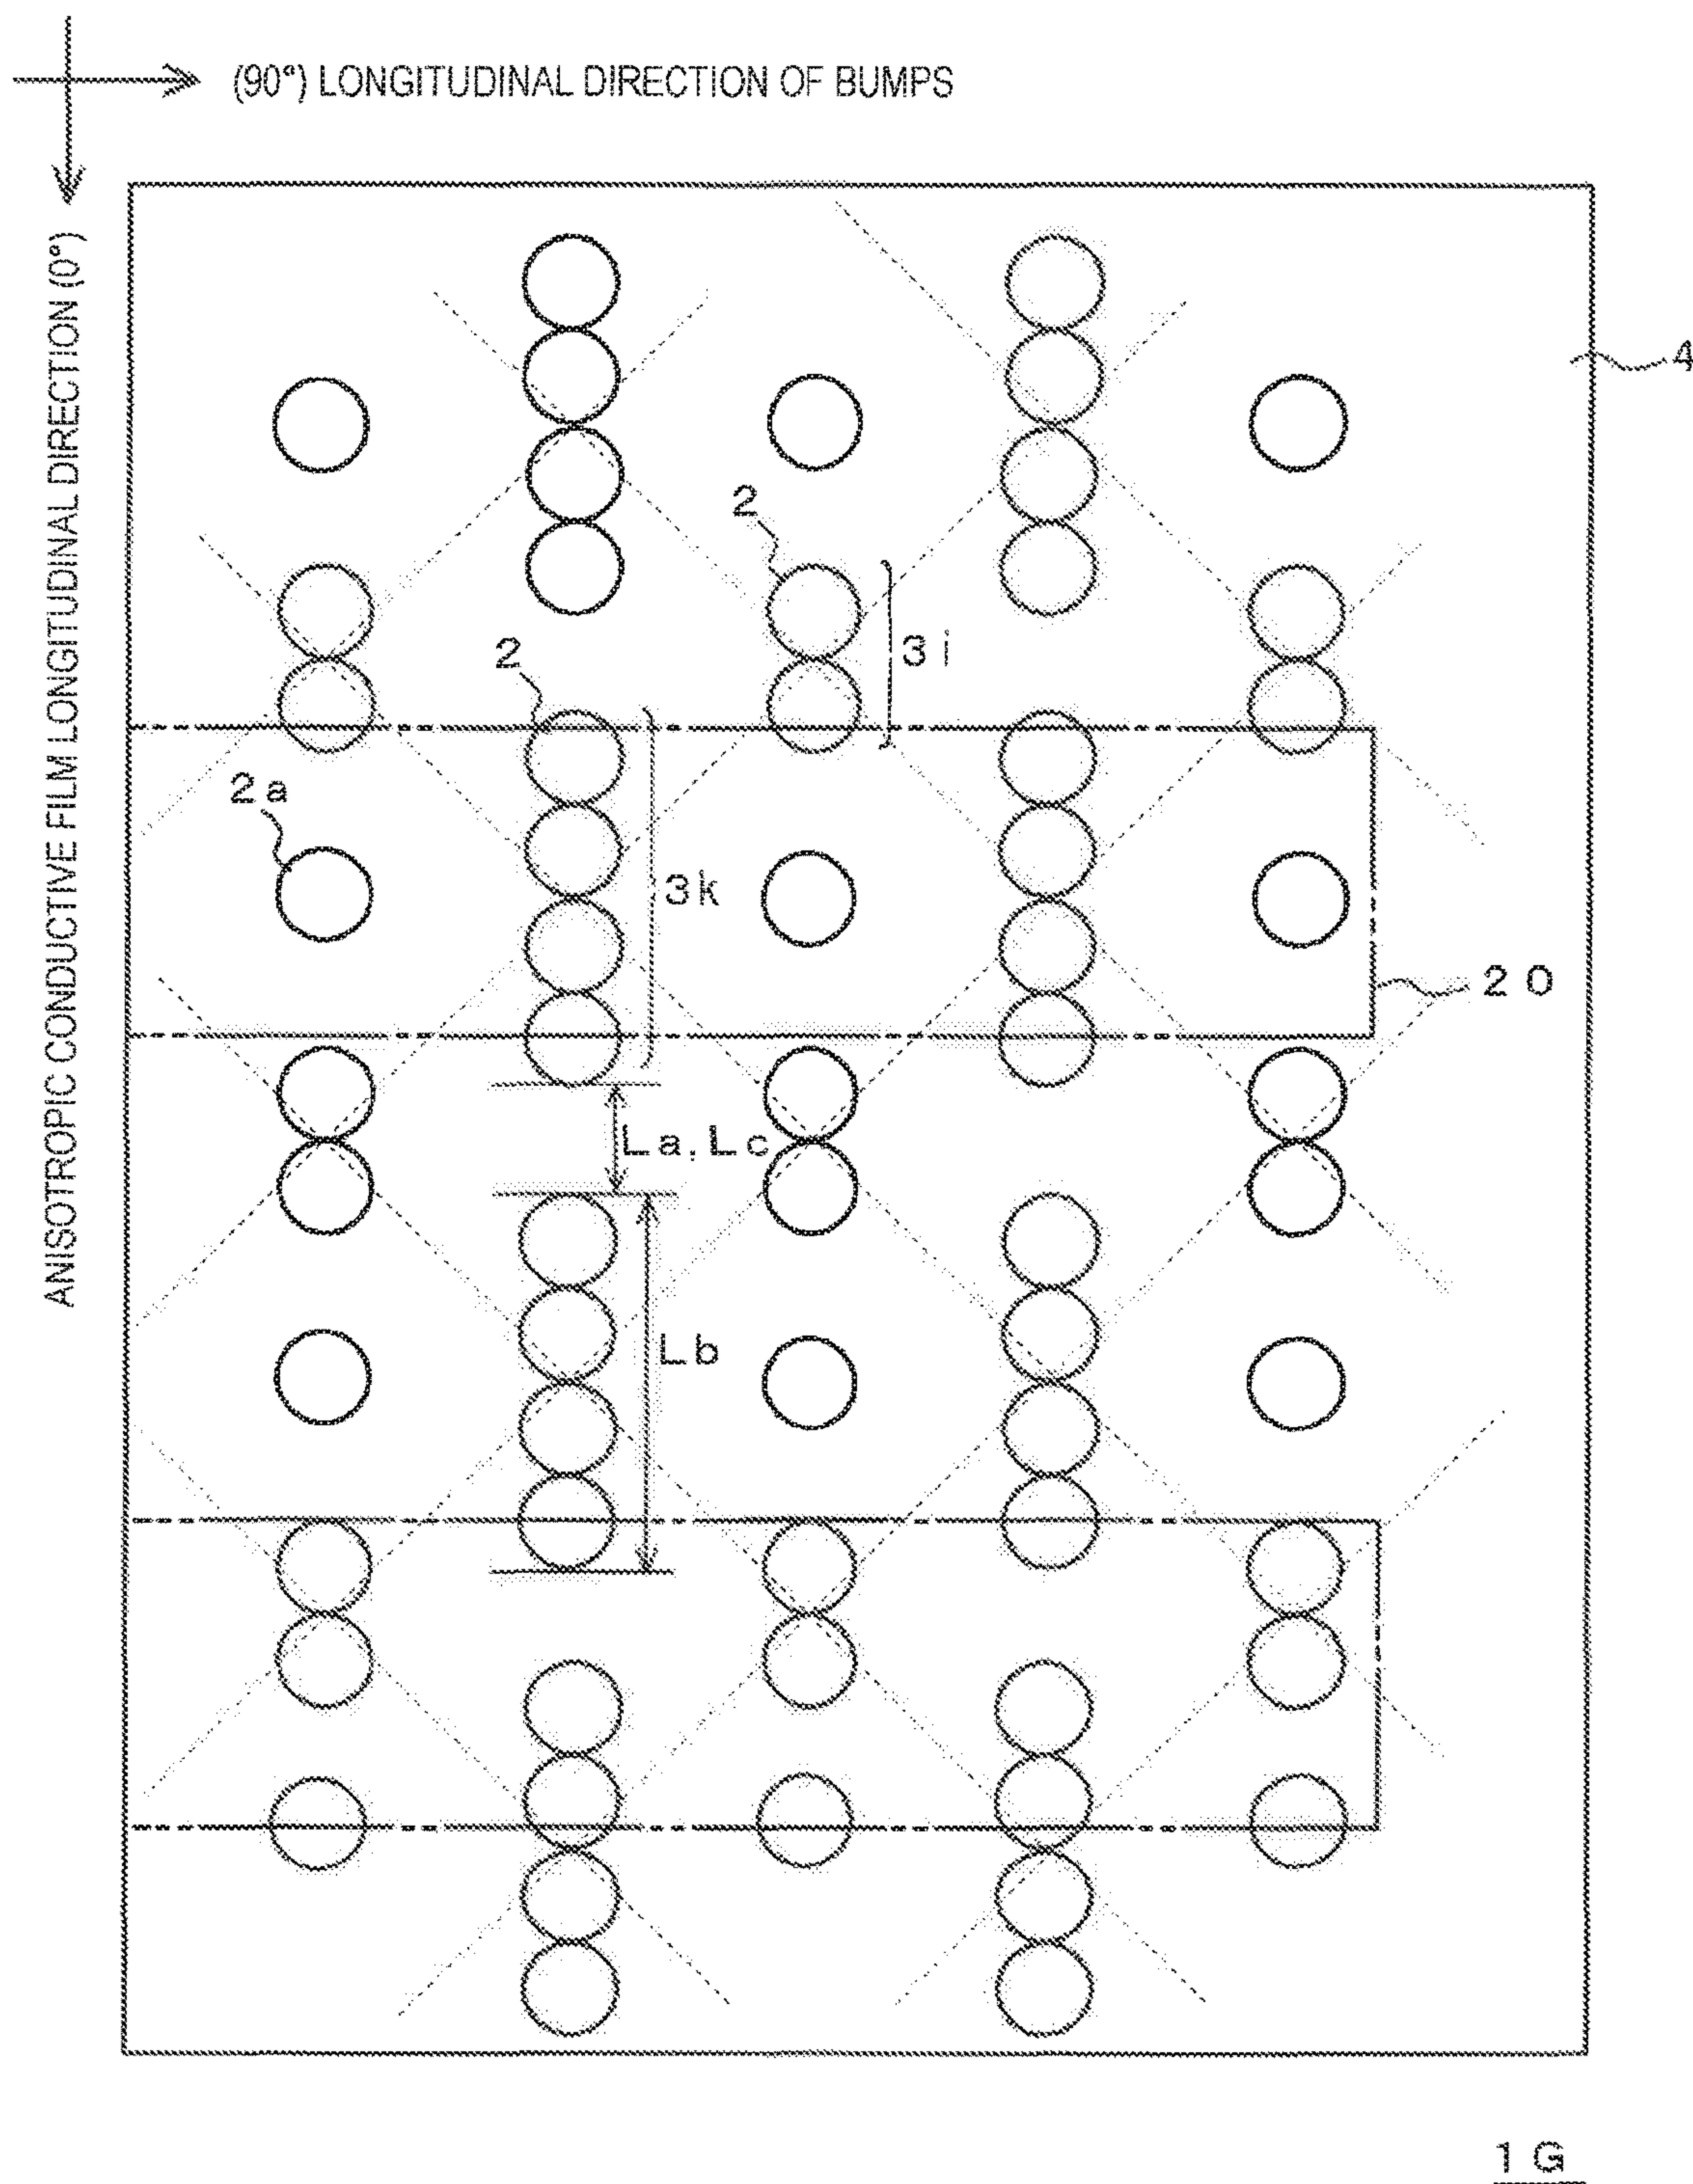 (90°) LONGITUDINAL DIRECTION OF BUMPS
ANISOTROPIC CONDUCTIVE FILM LONGITUDINAL DIRECTION (0°)
4
2
3i
2
2a
3k
20
La, Lc
Lb
1G